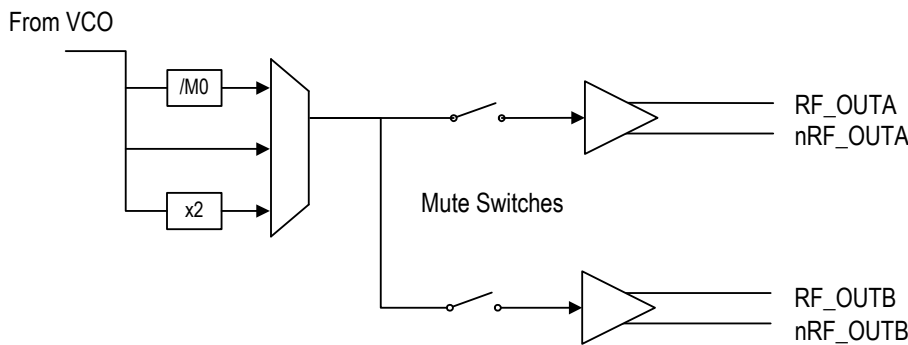 From VCO
/M0
RF_OUTA
nRF_OUTA
x2
Mute Switches
RF_OUTB
nRF_OUTB